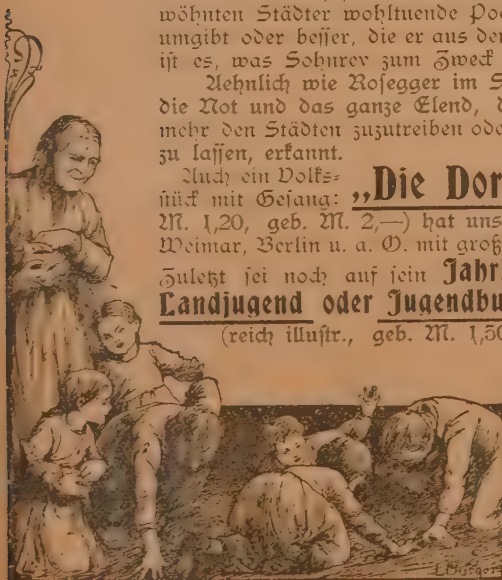 wöhnten Städter wohltuende Poe
umgibt oder besser, die er aus den
ist es, was Sohnrey zum Zweck
Aehnlich wie Rosegger im S
die Not und das ganze Elend, d
mehr den Städten zuzutreiben ode
zu lassen, erkannt.
Auch ein Volks-
stück mit Gesang: „Die Dor
M. 1,20, geb. M. 2,—) hat uns
Weimar, Berlin u. a. O. mit groß
Zuletzt sei noch auf sein Jahr
Landjugend oder Jugendbu
(reich illustr., geb. M. 1,50